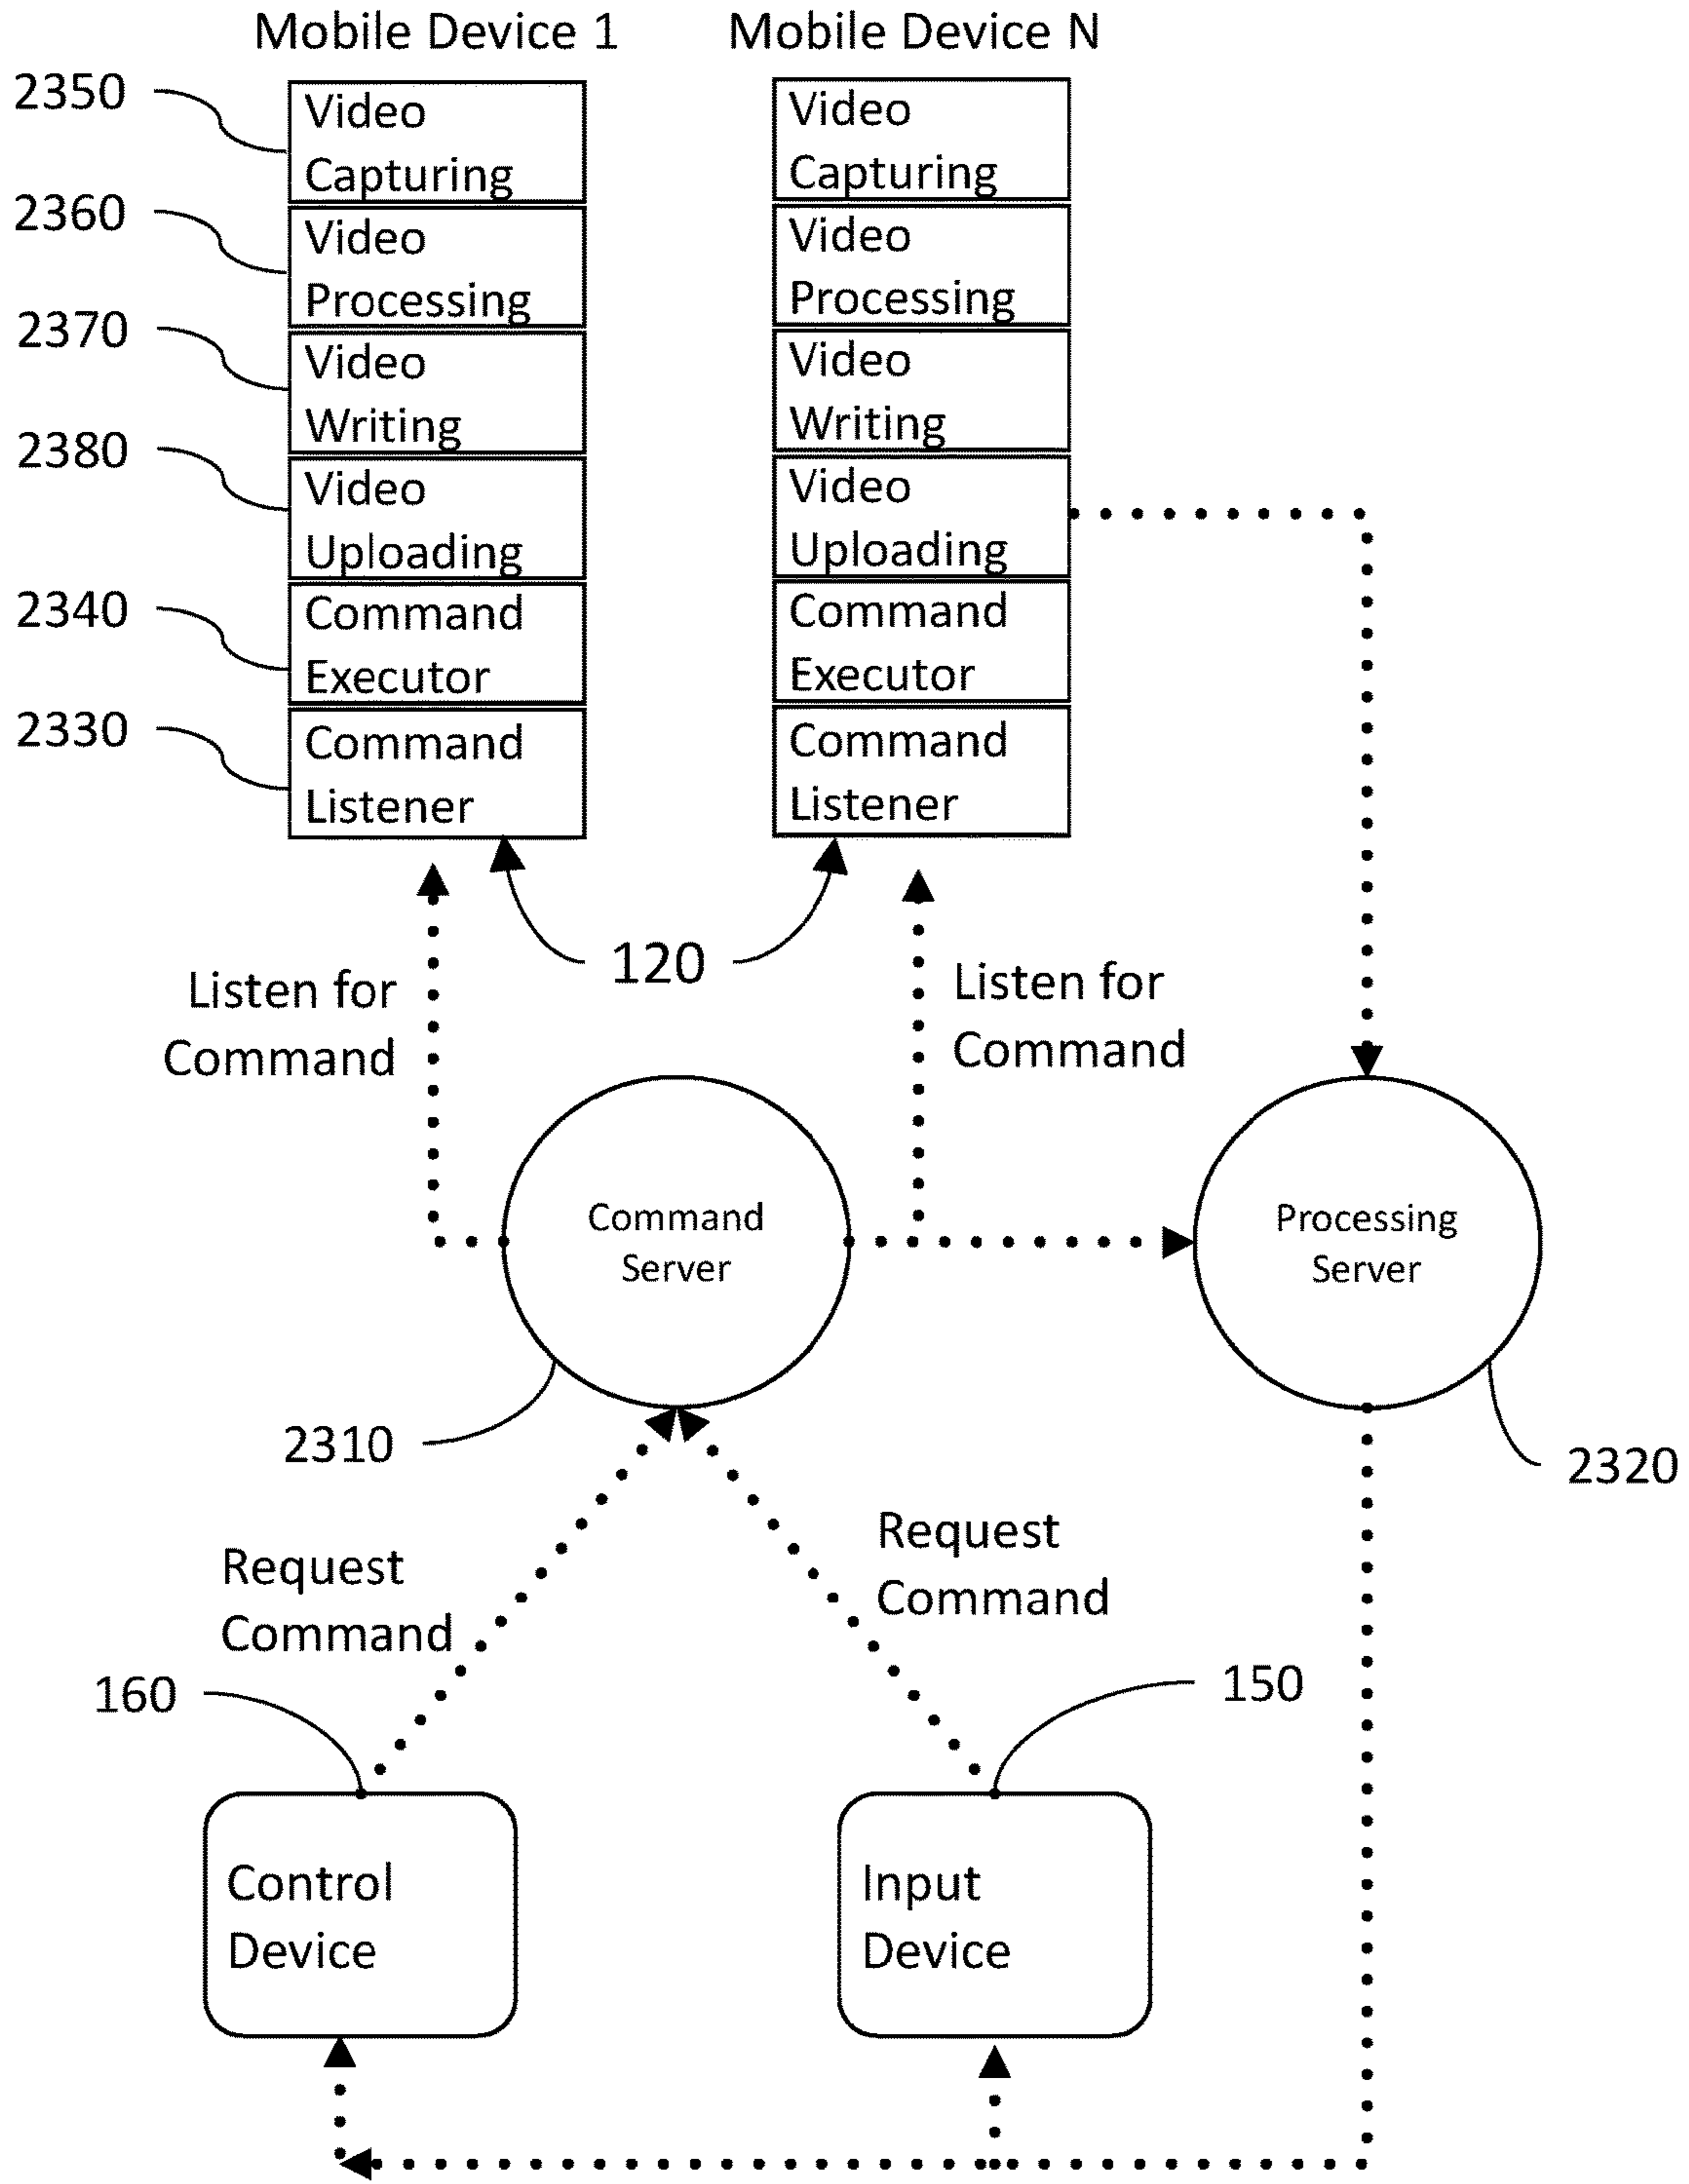 Mobile Device 1
Mobile Device N
2350
Video
Capturing
Video
Capturing
2360
Video
Processing
Video
Processing
2370
Video
Writing
Video
Writing
2380
Video
Uploading
Video
Uploading
2340
Command
Executor
Command
Executor
2330
Command
Listener
Command
Listener
120
Listen for
Command
Listen for
Command
Command
Server
Processing
Server
2310
2320
Request
Command
Request
Command
160
150
Control
Device
Input
Device